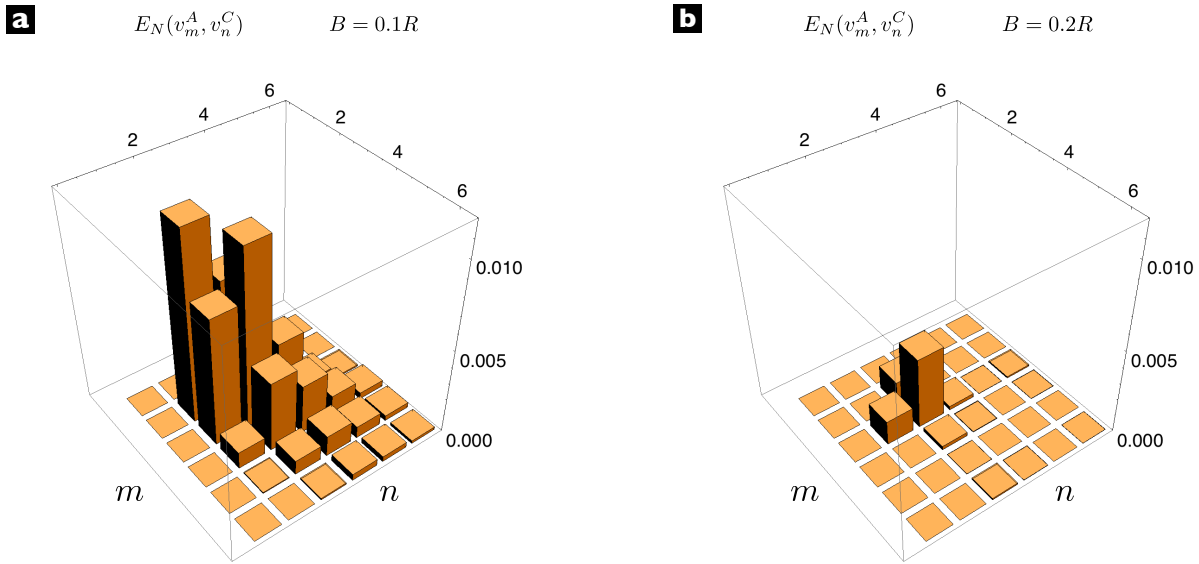 a
E_N(v_m^A, v_n^C) B = 0.1R
6
2
4
2
4
6
0.010
0.005
0.000
m
n
b
E_N(v_m^A, v_n^C) B = 0.2R
6
2
4
2
4
6
0.010
0.005
0.000
m
n